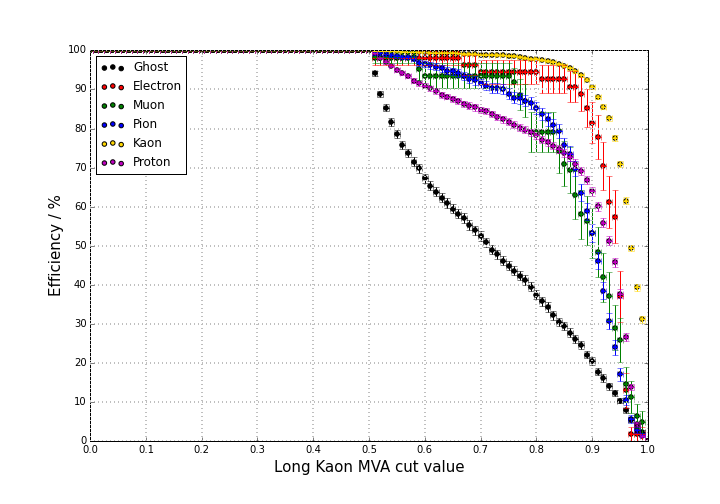 100
90
80
70
60
50
40
30
20
10
0
Efficiency / %
Ghost
Electron
Muon
Pion
Kaon
Proton
0.0 0.1 0.2 0.3 0.4 0.5 0.6 0.7 0.8 0.9 1.0
Long Kaon MVA cut value